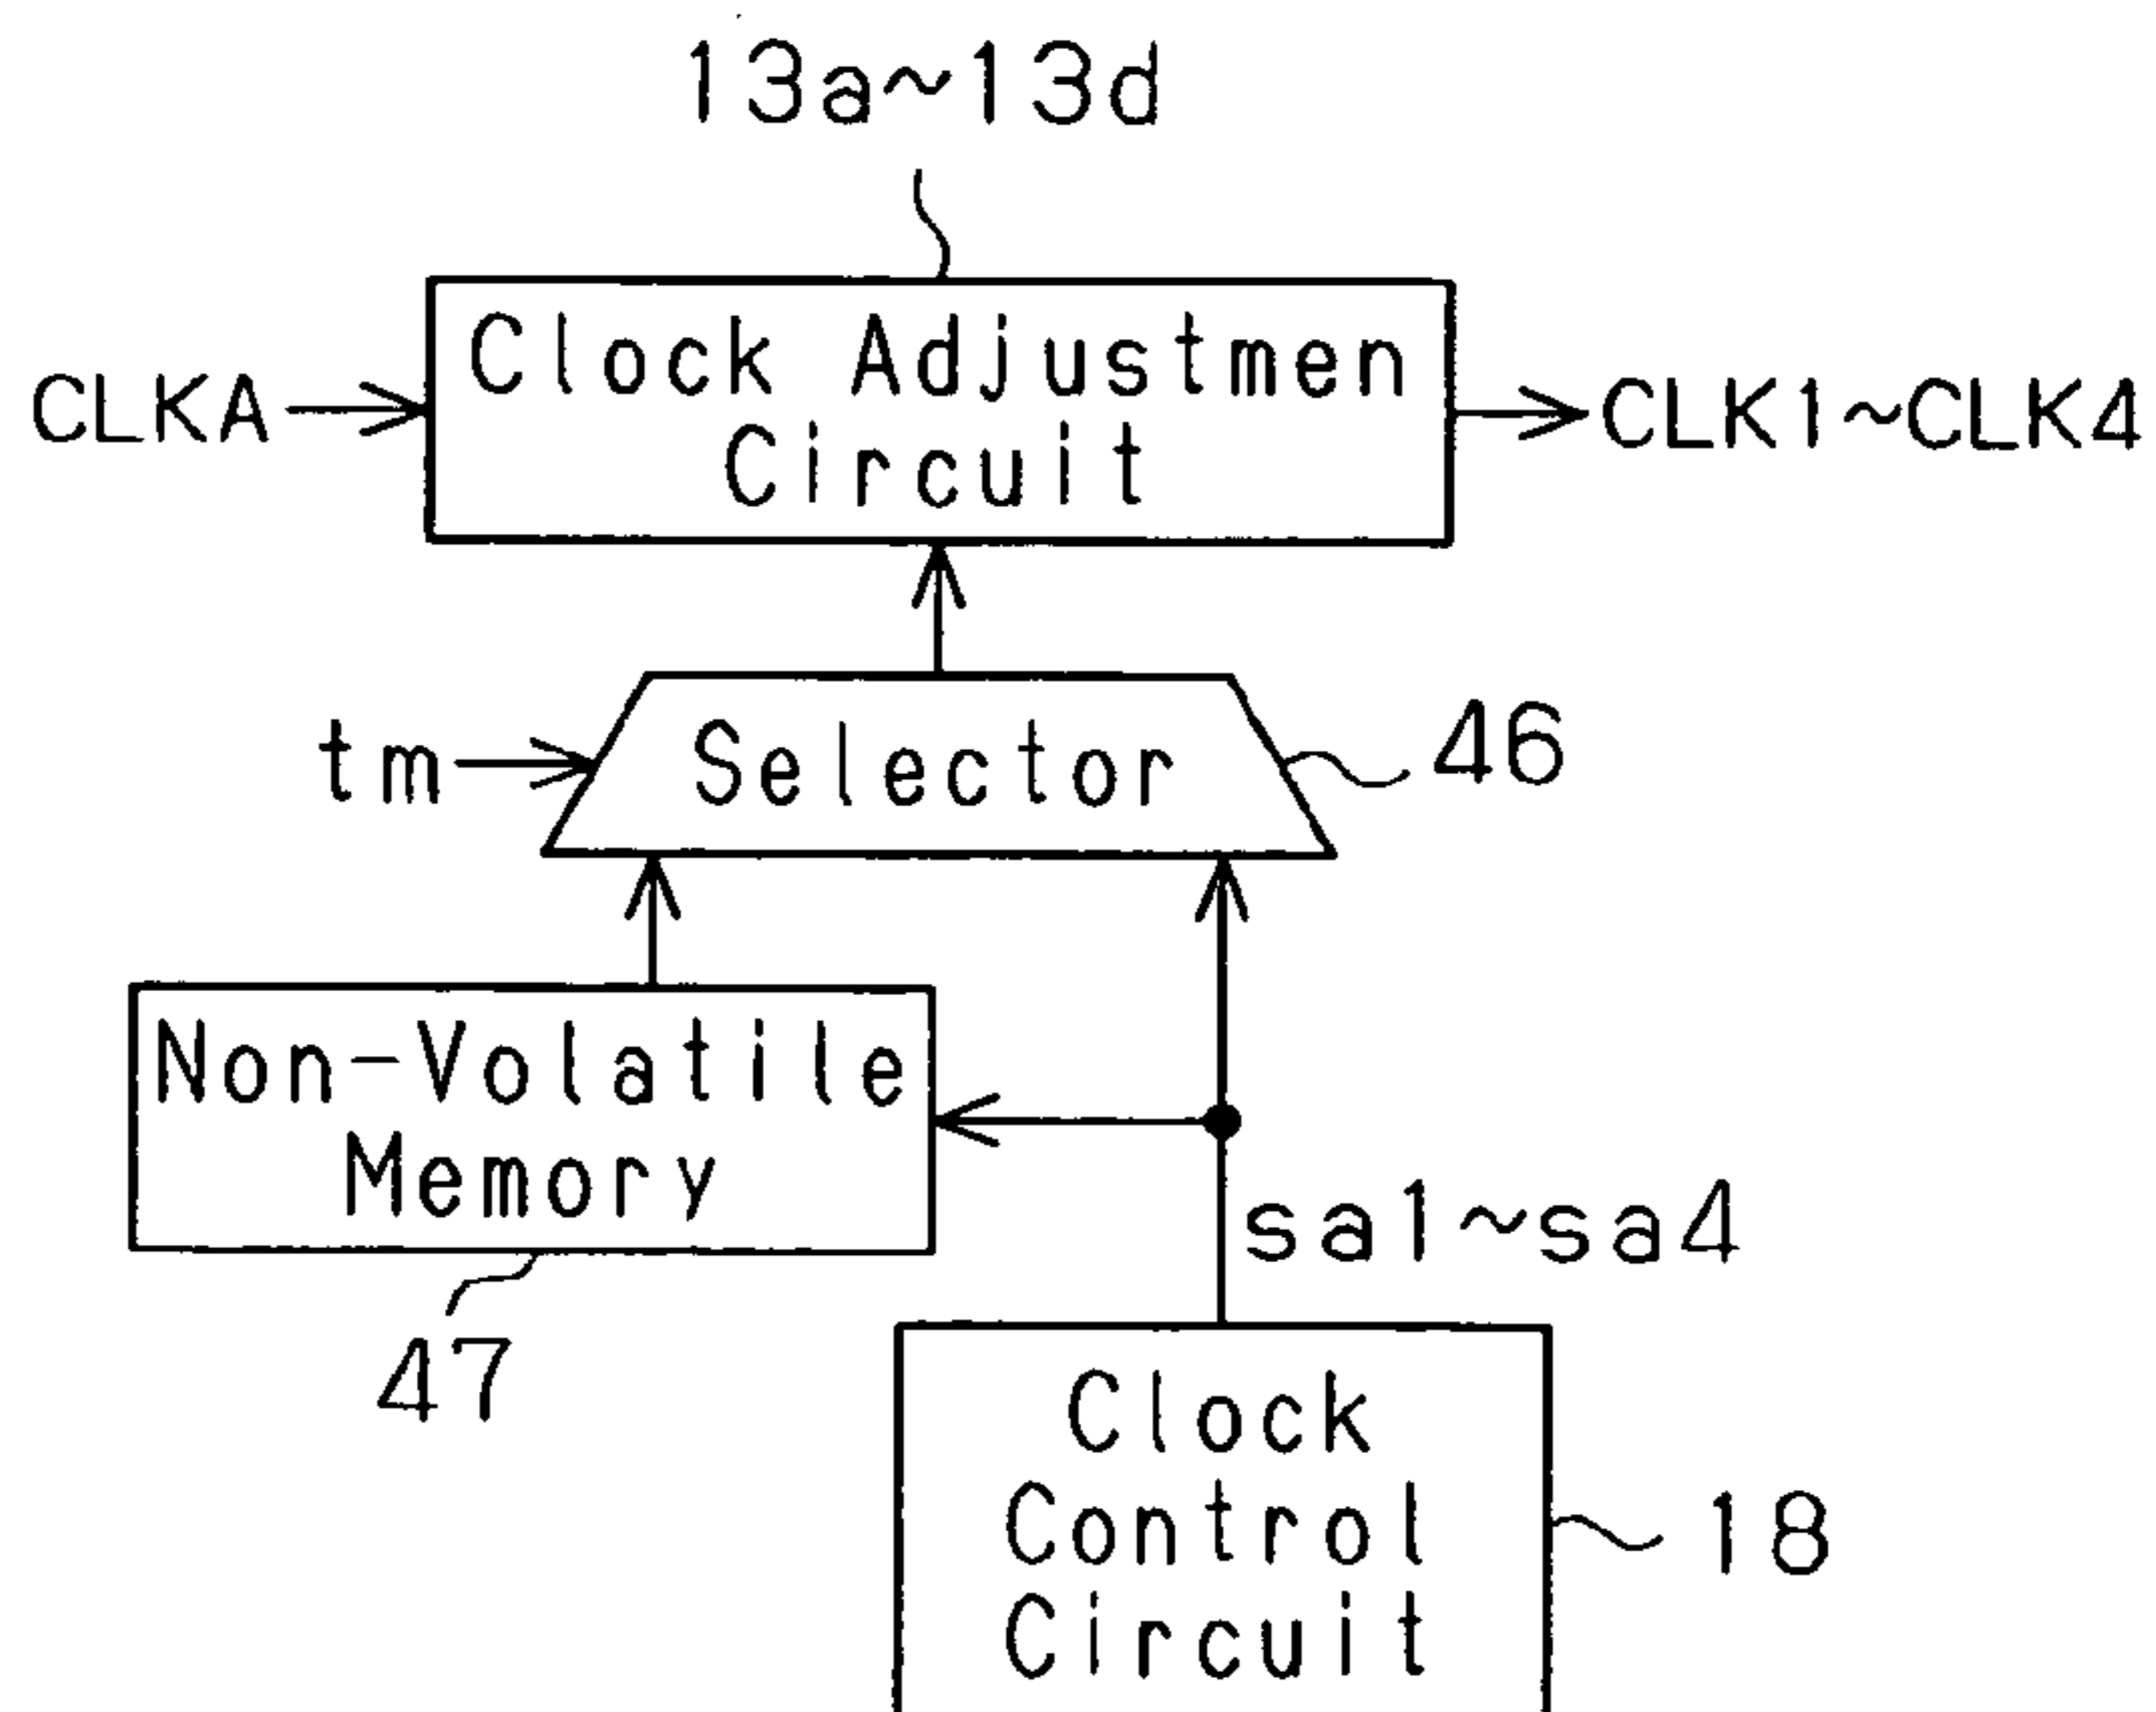 13a~13d
Clock Adjustmen
Circuit
CLKA
CLK1~CLK4
tm
Selector
46
Non-Volatile
Memory
sa1~sa4
47
Clock
Control
Circuit
18